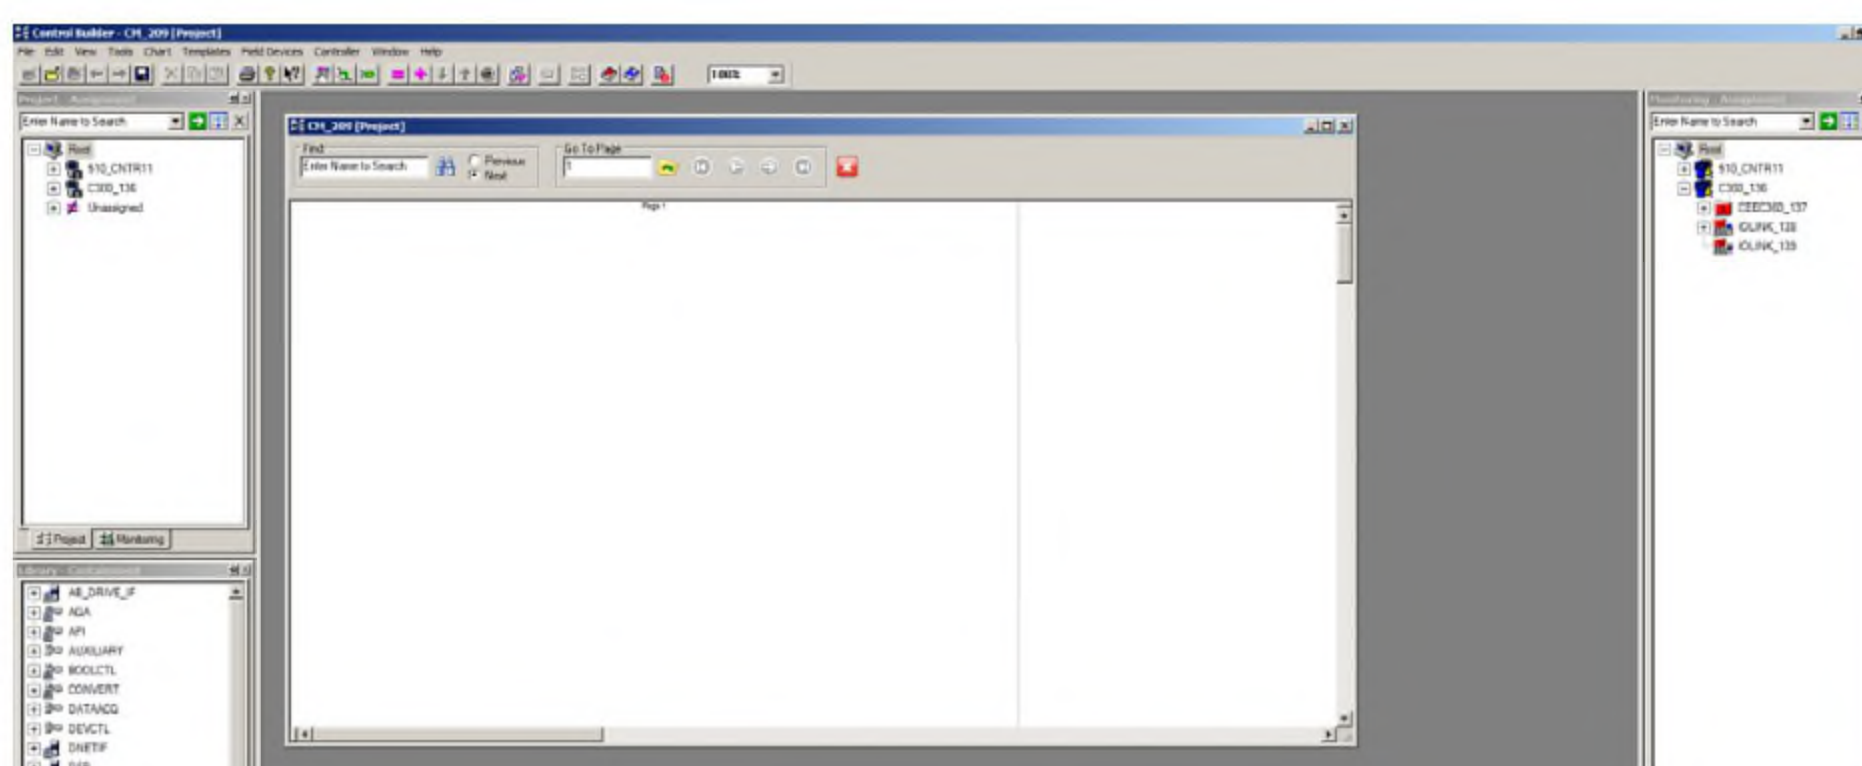 Control Builder - CM_209 [Project]
File Edit View Tools Chart Templates Field Devices Controller Window Help
100%
Project - Assignment
Enter Name to Search
Root
510_CNTR11
C300_136
Unassigned
Project
Monitoring
Library - Containment
AB_DRIVE_IF
AGA
API
AUXILIARY
BOOLCTL
CONVERT
DATAACQ
DEVCTL
DNETIF
CM_209 [Project]
Find
Enter Name to Search
Previous
Next
Go To Page
1
Page 1
Monitoring - Assignment
Enter Name to Search
Root
510_CNTR11
C300_136
CEEC300_137
IOLINK_138
IOLINK_139